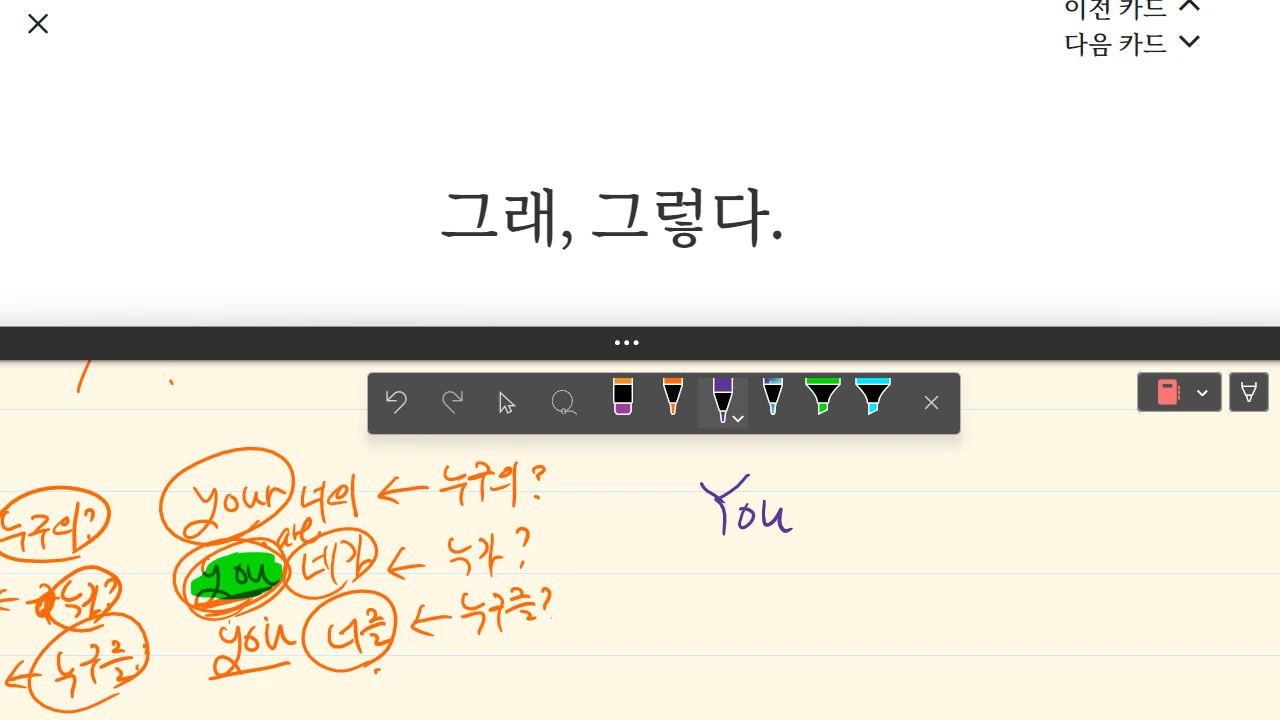 이전 카드
다음 카드
그래, 그렇다.
your 너의 ← 누구의?
are
you 네가 ← 누가?
you 너를 ← 누구를?
누구의?
← 누가?
← 누구를?
You